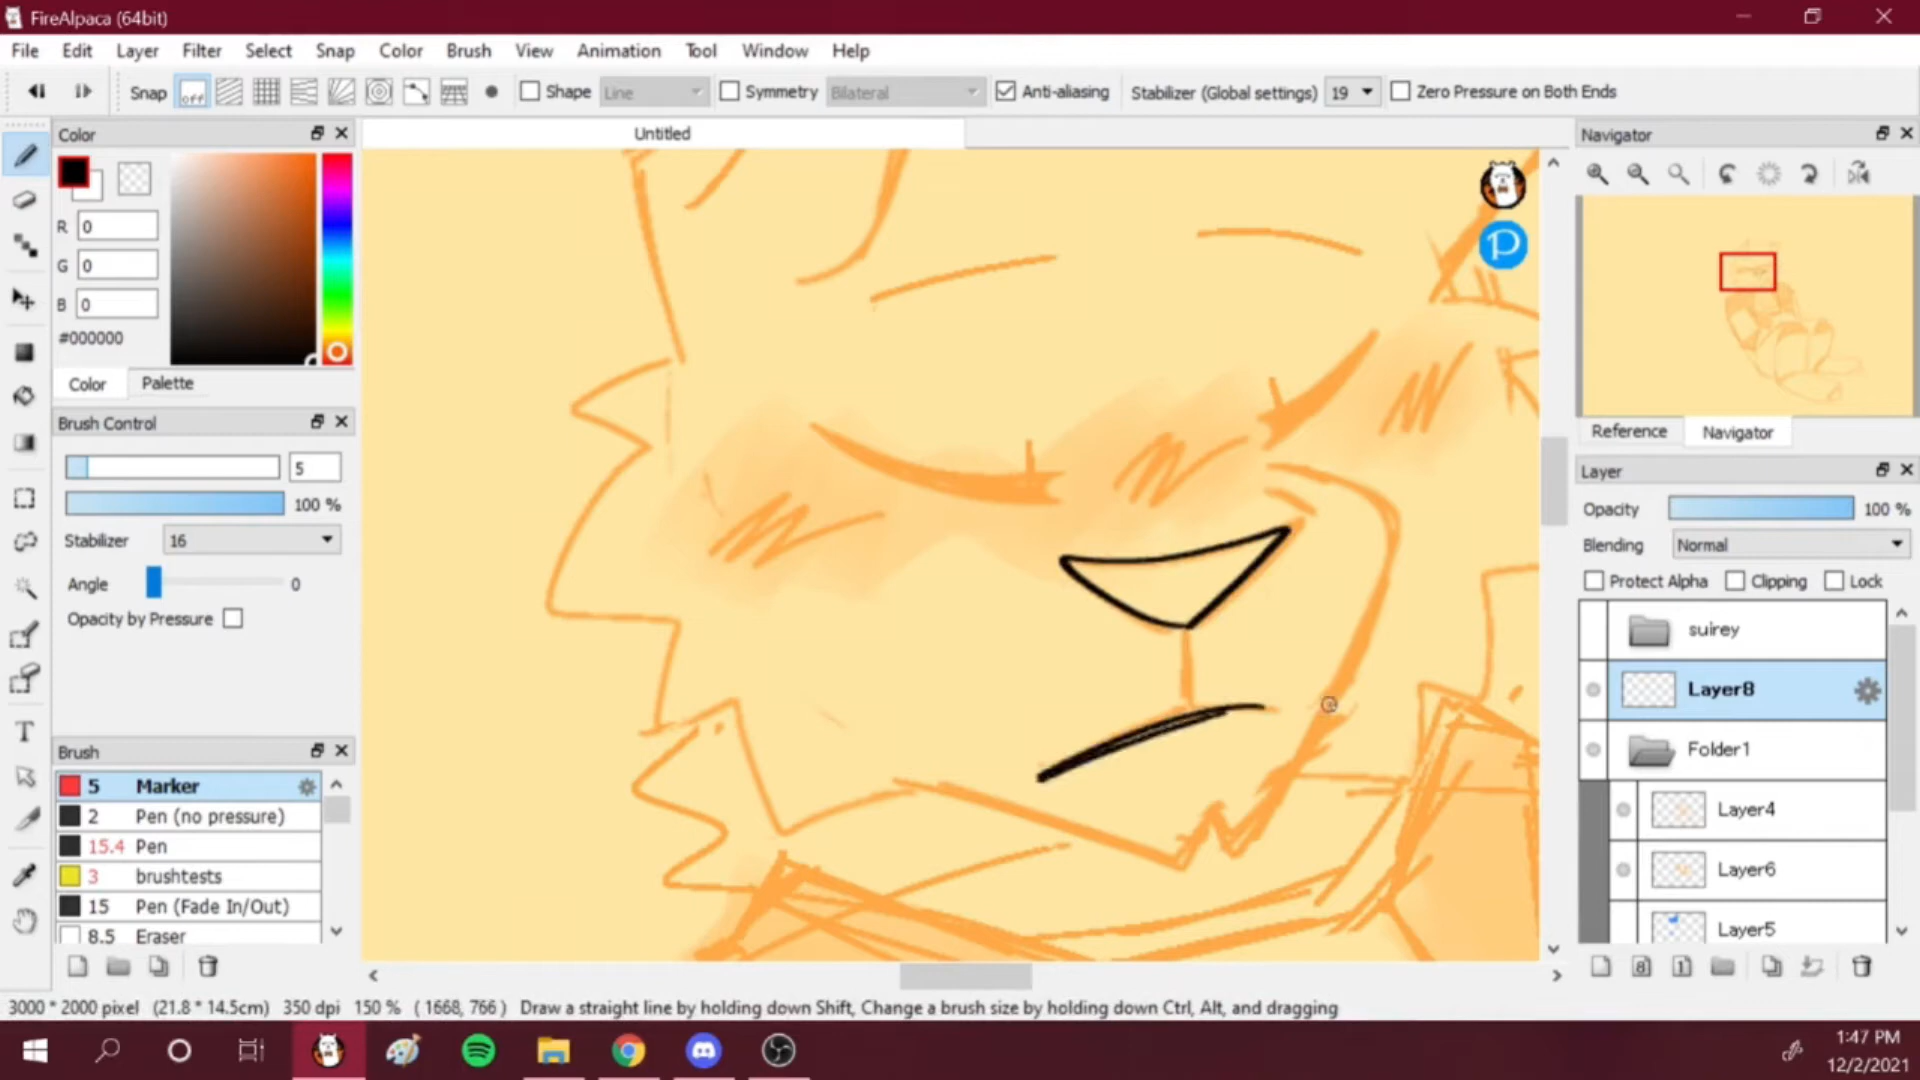 FireAlpaca (64bit)
File Edit Layer Filter Select Snap Color Brush View Animation Tool Window Help
Snap off Shape Line Symmetry Bilateral Anti-aliasing Stabilizer (Global settings) 19 Zero Pressure on Both Ends
Color
Untitled
Navigator
R 0
G 0
B 0
#000000
Color Palette
Brush Control
5
100 %
Stabilizer 16
Angle 0
Opacity by Pressure
Brush
5 Marker
2 Pen (no pressure)
15.4 Pen
3 brushtests
15 Pen (Fade In/Out)
8.5 Eraser
P
Reference Navigator
Layer
Opacity 100 %
Blending Normal
Protect Alpha Clipping Lock
suirey
Layer8
Folder1
Layer4
Layer6
Layer5
8 1
3000 * 2000 pixel (21.8 * 14.5cm) 350 dpi 150 % ( 1668, 766 ) Draw a straight line by holding down Shift, Change a brush size by holding down Ctrl, Alt, and dragging
1:47 PM
12/2/2021